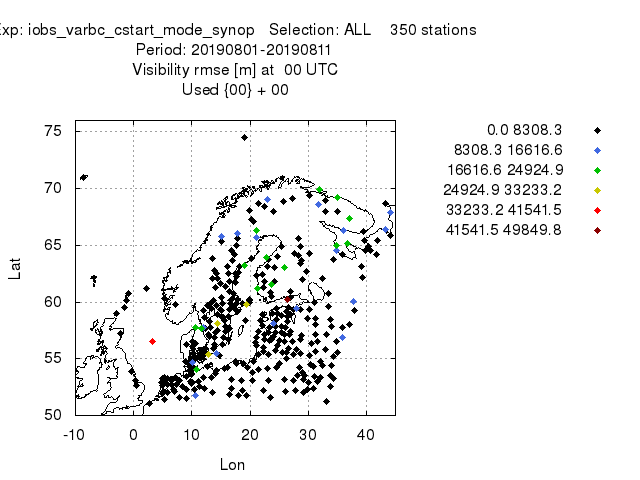 xp: iobs_varbc_cstart_mode_synop Selection: ALL 350 stations
Period: 20190801-20190811
Visibility rmse [m] at 00 UTC
Used {00} + 00
0.0 8308.3
8308.3 16616.6
16616.6 24924.9
24924.9 33233.2
33233.2 41541.5
41541.5 49849.8
75
70
65
60
55
50
Lat
-10 0 10 20 30 40
Lon